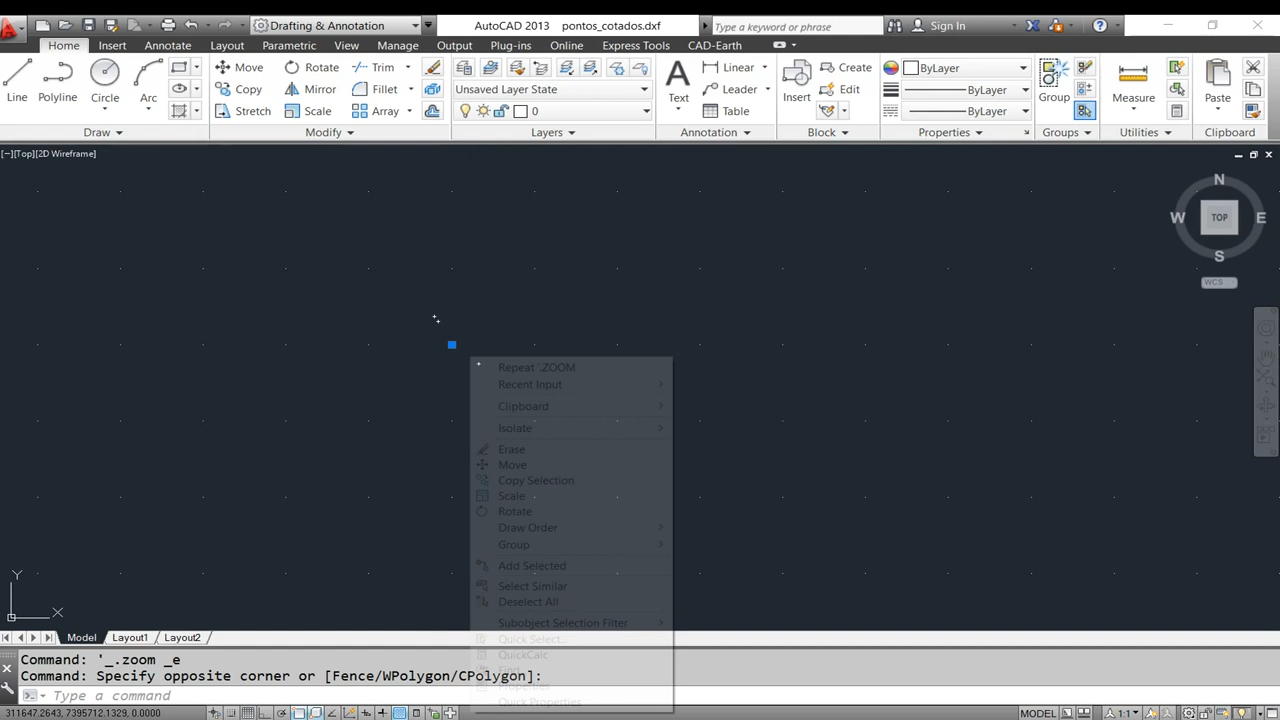 Drafting & Annotation
AutoCAD 2013 pontos_cotados.dxf
Type a keyword or phrase
Sign In
Home Insert Annotate Layout Parametric View Manage Output Plug-ins Online Express Tools CAD-Earth
Move Rotate Trim
Unsaved Layer State
Linear
Create
ByLayer
Line Polyline Circle Arc
Copy Mirror Fillet
Text
Leader
Insert
Edit
ByLayer
Group
Measure
Paste
Stretch Scale Array
0
Table
ByLayer
Draw Modify Layers Annotation Block Properties Groups Utilities Clipboard
[−][Top][2D Wireframe]
N
W TOP E
S
WCS
Repeat '.ZOOM
Recent Input
Clipboard
Isolate
Erase
Move
Copy Selection
Scale
Rotate
Draw Order
Group
Add Selected
Select Similar
Deselect All
Subobject Selection Filter
Quick Select...
QuickCalc
Find...
Properties
Quick Properties
Y
X
Model Layout1 Layout2
Command: '_.zoom _e
Command: Specify opposite corner or [Fence/WPolygon/CPolygon]:
Type a command
311647.2643, 7395712.1329, 0.0000
MODEL
1:1